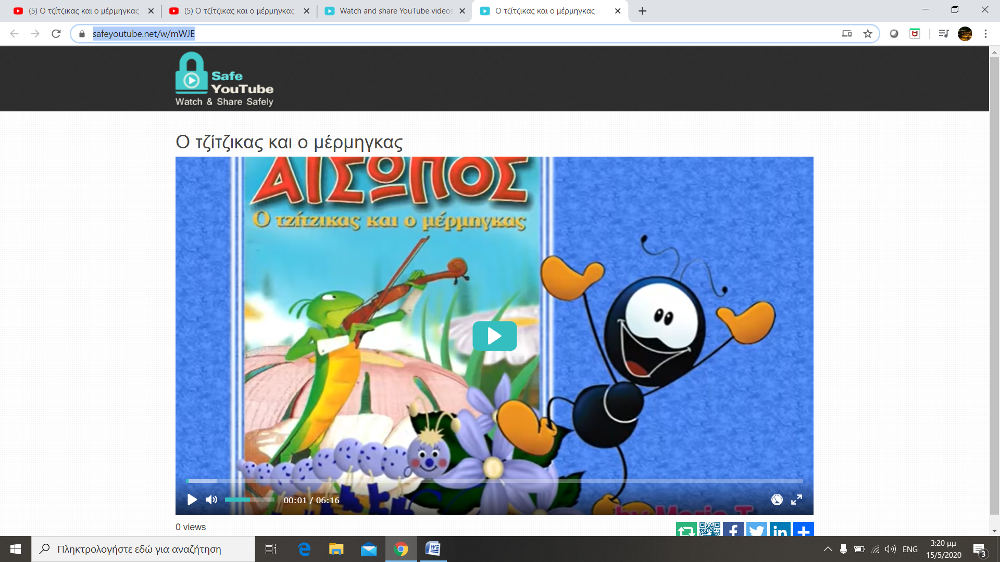 (5) Ο τζίτζικας και ο μέρμηγκας
(5) Ο τζίτζικας και ο μέρμηγκας
Watch and share YouTube videos
Ο τζίτζικας και ο μέρμηγκας
safeyoutube.net/w/mWJE
Safe
YouTube
Watch & Share Safely
Ο τζίτζικας και ο μέρμηγκας
ΑΙΣΩΠΟΣ
Ο τζίτζικας και ο μέρμηγκας
by Maria T.
00:01 / 06:16
0 views
Πληκτρολογήστε εδώ για αναζήτηση
ENG
3:20 μμ
15/5/2020
3